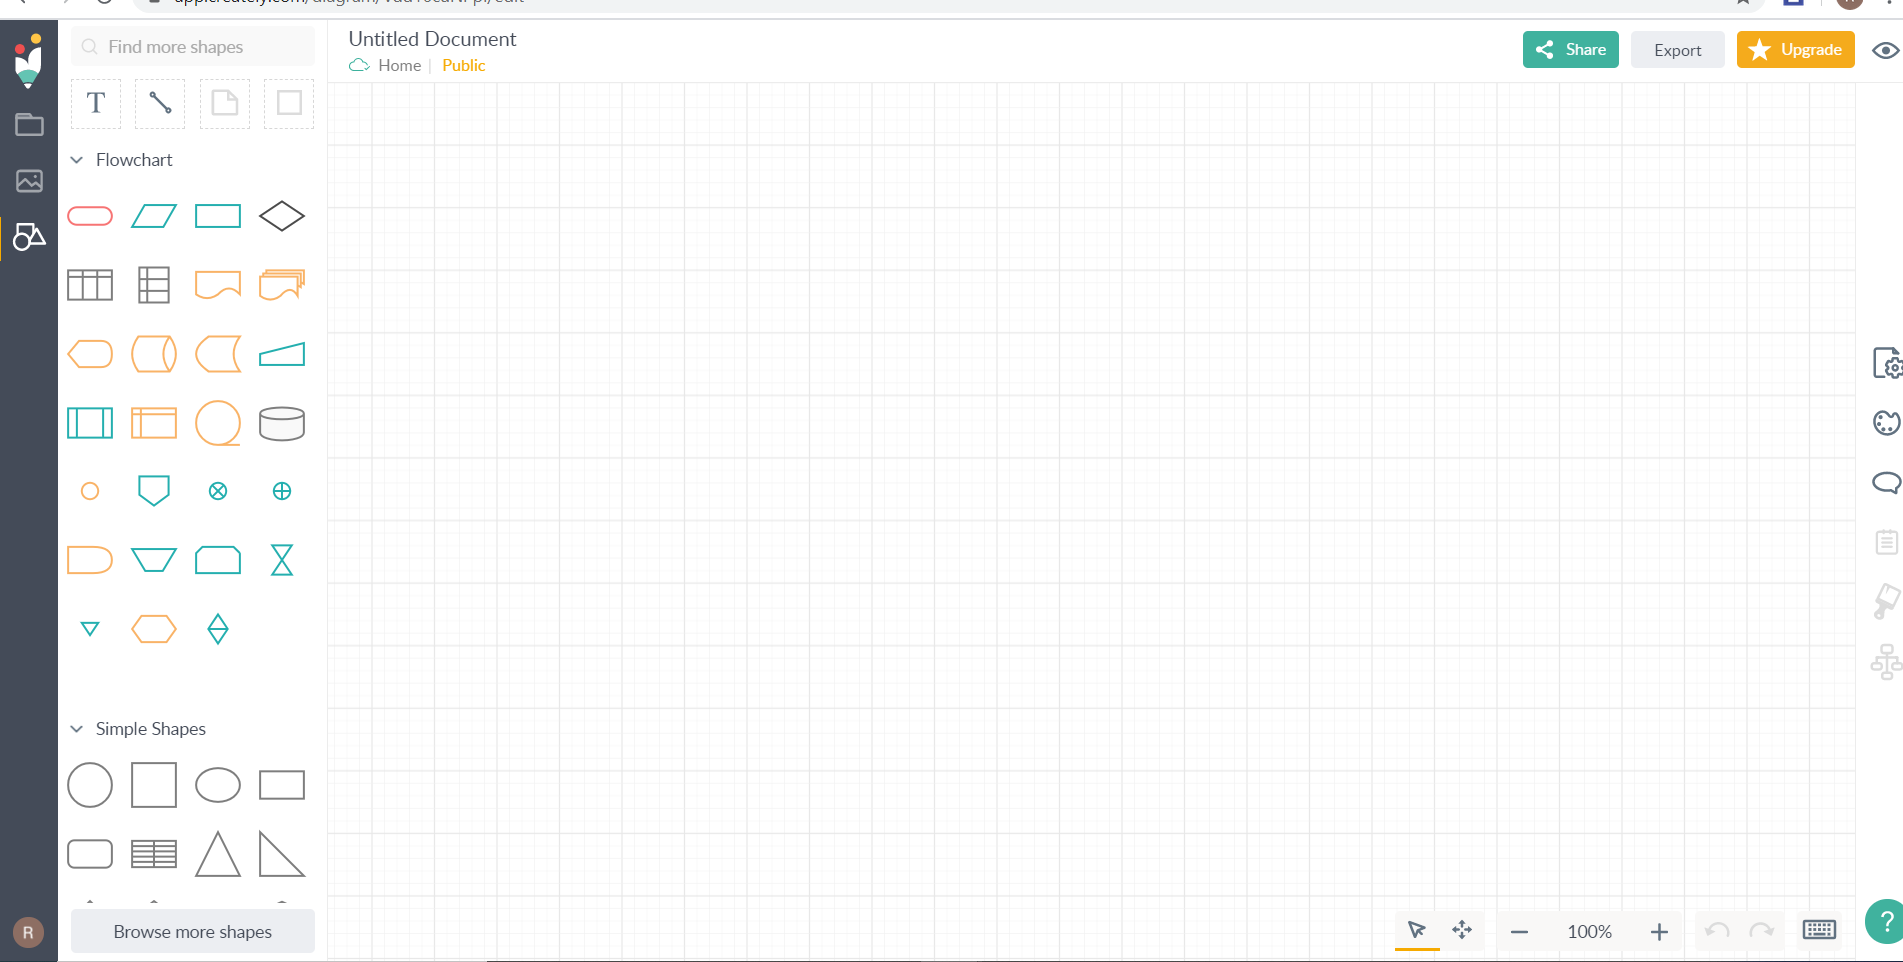 Find more shapes
T
Flowchart
Simple Shapes
Browse more shapes
R
Untitled Document
Home | Public
Share
Export
Upgrade
100%
?